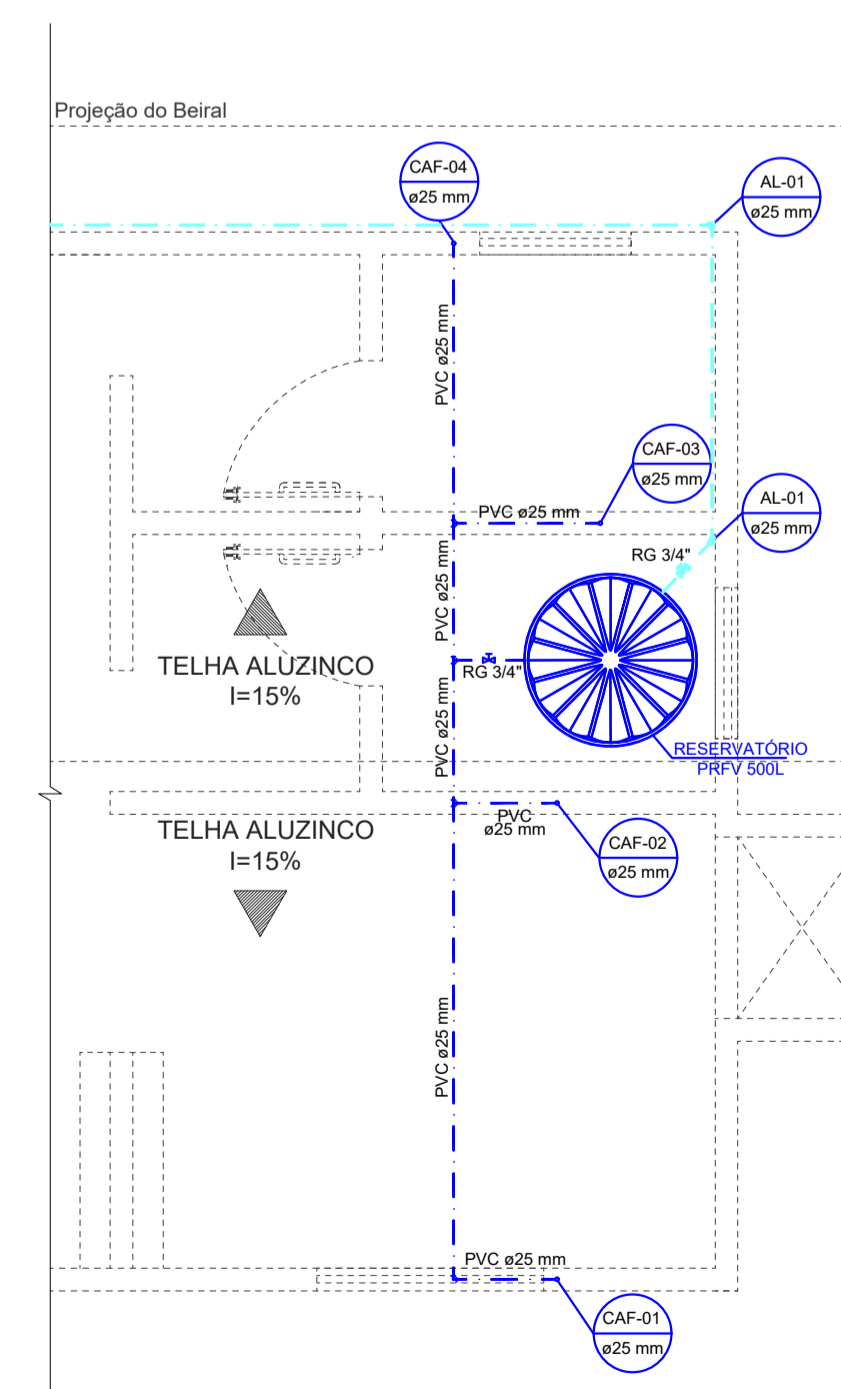 Projeção do Beiral
CAF-04
ø25 mm
AL-01
ø25 mm
PVC ø25 mm
CAF-03
ø25 mm
PVC ø25 mm
AL-01
ø25 mm
RG 3/4"
PVC ø25 mm
TELHA ALUZINCO
I=15%
RG 3/4"
PVC ø25 mm
RESERVATÓRIO
PRFV 500L
PVC
ø25 mm
TELHA ALUZINCO
I=15%
CAF-02
ø25 mm
PVC ø25 mm
PVC ø25 mm
CAF-01
ø25 mm